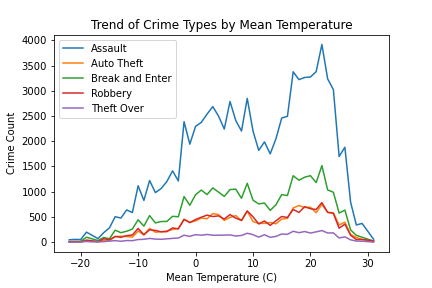 Trend of Crime Types by Mean Temperature
Crime Count
4000
3500
3000
2500
2000
1500
1000
500
0
Assault
Auto Theft
Break and Enter
Robbery
Theft Over
−20
−10
0
10
20
30
Mean Temperature (C)